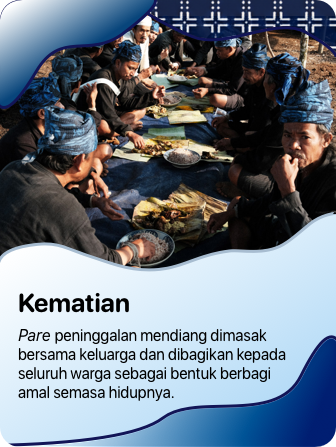 Kematian
Pare peninggalan mendiang dimasak
bersama keluarga dan dibagikan kepada
seluruh warga sebagai bentuk berbagi
amal semasa hidupnya.